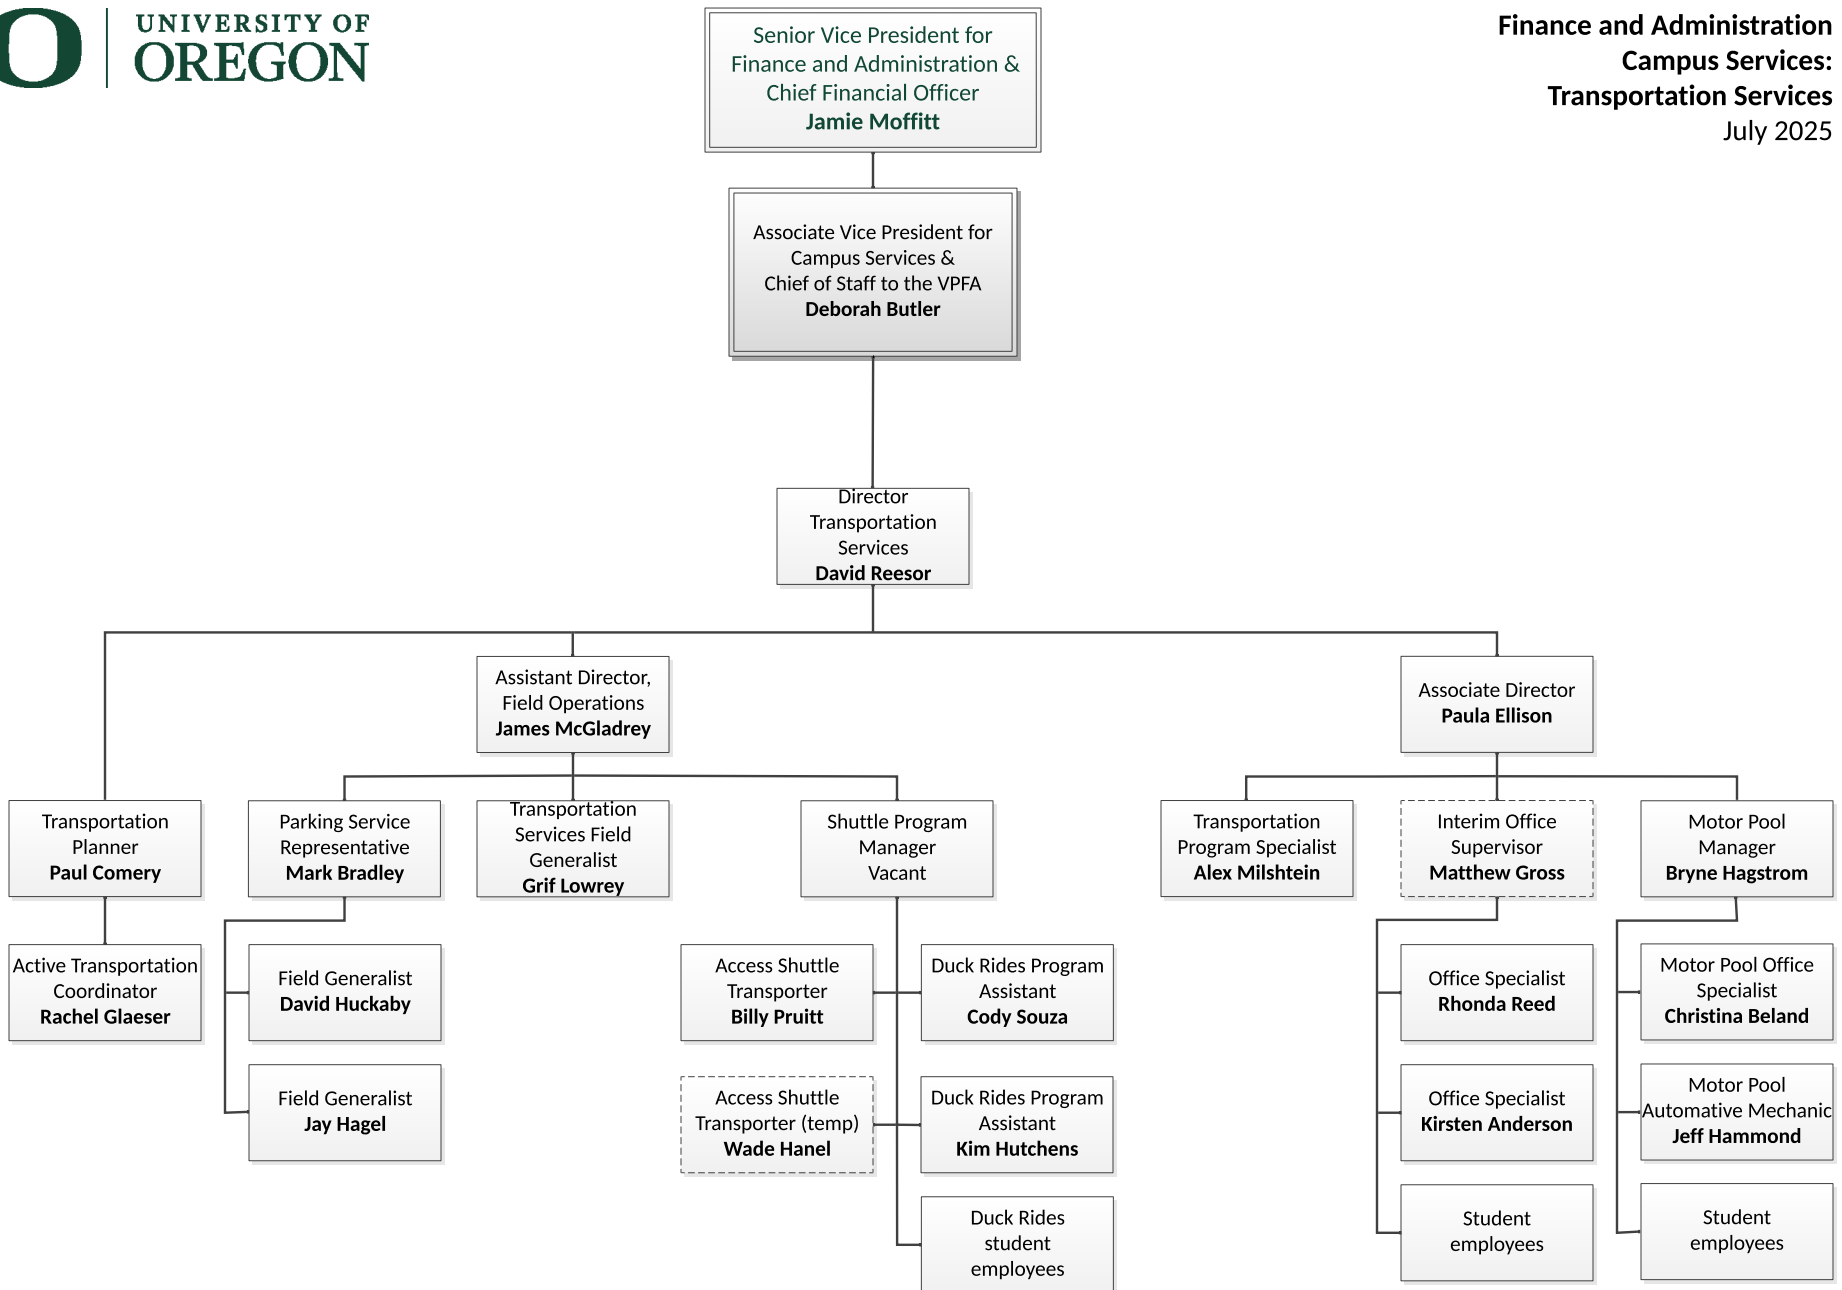 UNIVERSITY OF
OREGON
Finance and Administration
Campus Services:
Transportation Services
July 2025
Senior Vice President for
Finance and Administration &
Chief Financial Officer
Jamie Moffitt
Associate Vice President for
Campus Services &
Chief of Staff to the VPFA
Deborah Butler
Director
Transportation
Services
David Reesor
Assistant Director,
Field Operations
James McGladrey
Associate Director
Paula Ellison
Transportation
Planner
Paul Comery
Parking Service
Representative
Mark Bradley
Transportation
Services Field
Generalist
Grif Lowrey
Shuttle Program
Manager
Vacant
Transportation
Program Specialist
Alex Milshtein
Interim Office
Supervisor
Matthew Gross
Motor Pool
Manager
Bryne Hagstrom
Active Transportation
Coordinator
Rachel Glaeser
Field Generalist
David Huckaby
Access Shuttle
Transporter
Billy Pruitt
Duck Rides Program
Assistant
Cody Souza
Office Specialist
Rhonda Reed
Motor Pool Office
Specialist
Christina Beland
Field Generalist
Jay Hagel
Access Shuttle
Transporter (temp)
Wade Hanel
Duck Rides Program
Assistant
Kim Hutchens
Office Specialist
Kirsten Anderson
Motor Pool
Automative Mechanic
Jeff Hammond
Duck Rides
student
employees
Student
employees
Student
employees